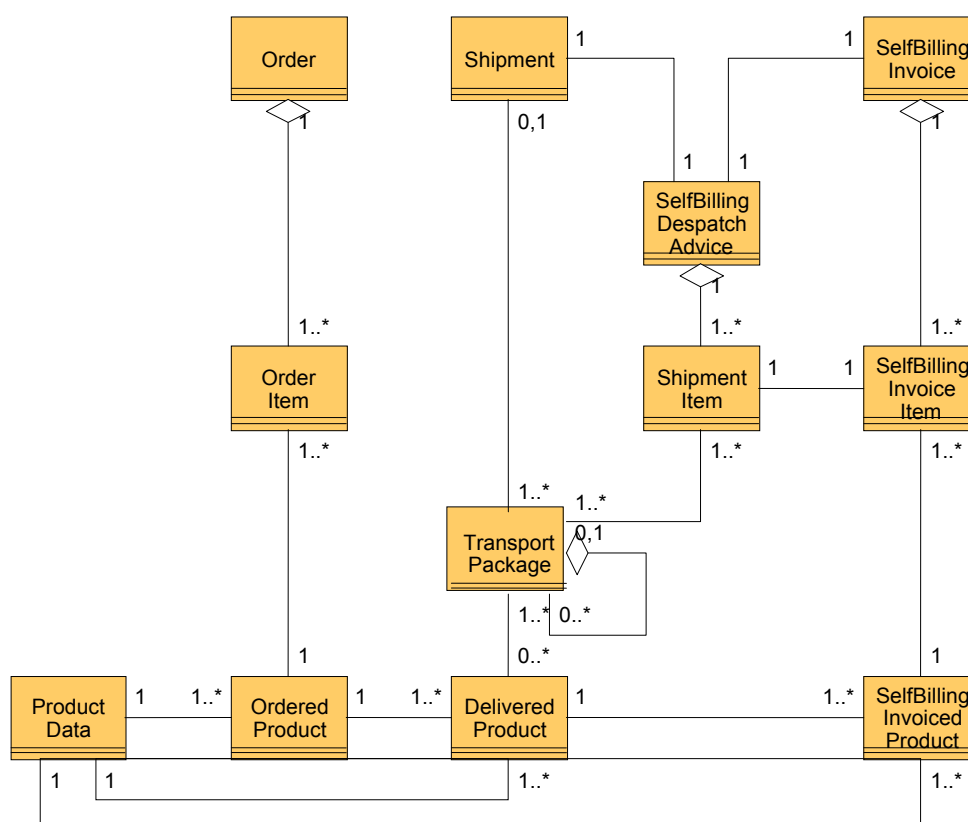 Order
Shipment
SelfBilling
Invoice
1
1
1
0,1
1
1
1
SelfBilling
Despatch
Advice
1
1..*
1..*
1..*
Order
Item
Shipment
Item
SelfBilling
Invoice
Item
1
1
1..*
1..*
1..*
1..*
1..*
0,1
Transport
Package
1..*
0..*
0..*
1
1
Product
Data
1
1..*
Ordered
Product
1
1..*
Delivered
Product
1
1..*
SelfBilling
Invoiced
Product
1
1
1..*
1..*